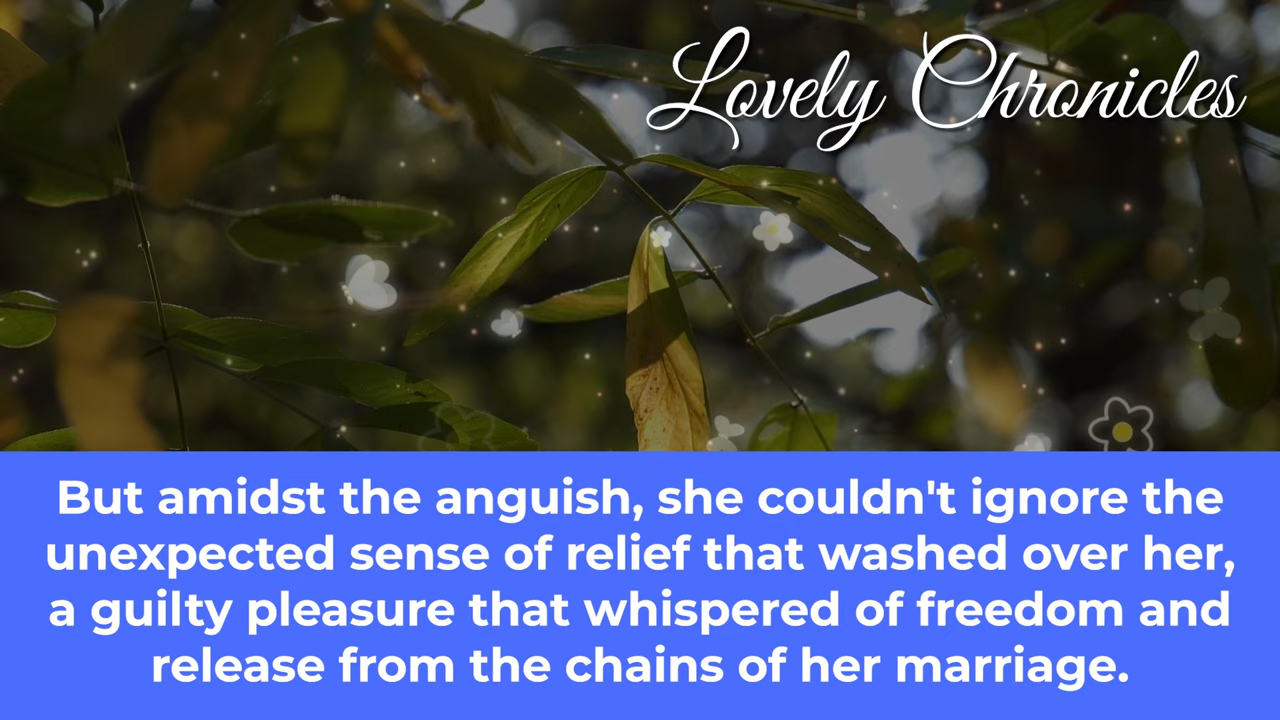 Lovely Chronicles
But amidst the anguish, she couldn't ignore the
unexpected sense of relief that washed over her,
a guilty pleasure that whispered of freedom and
release from the chains of her marriage.